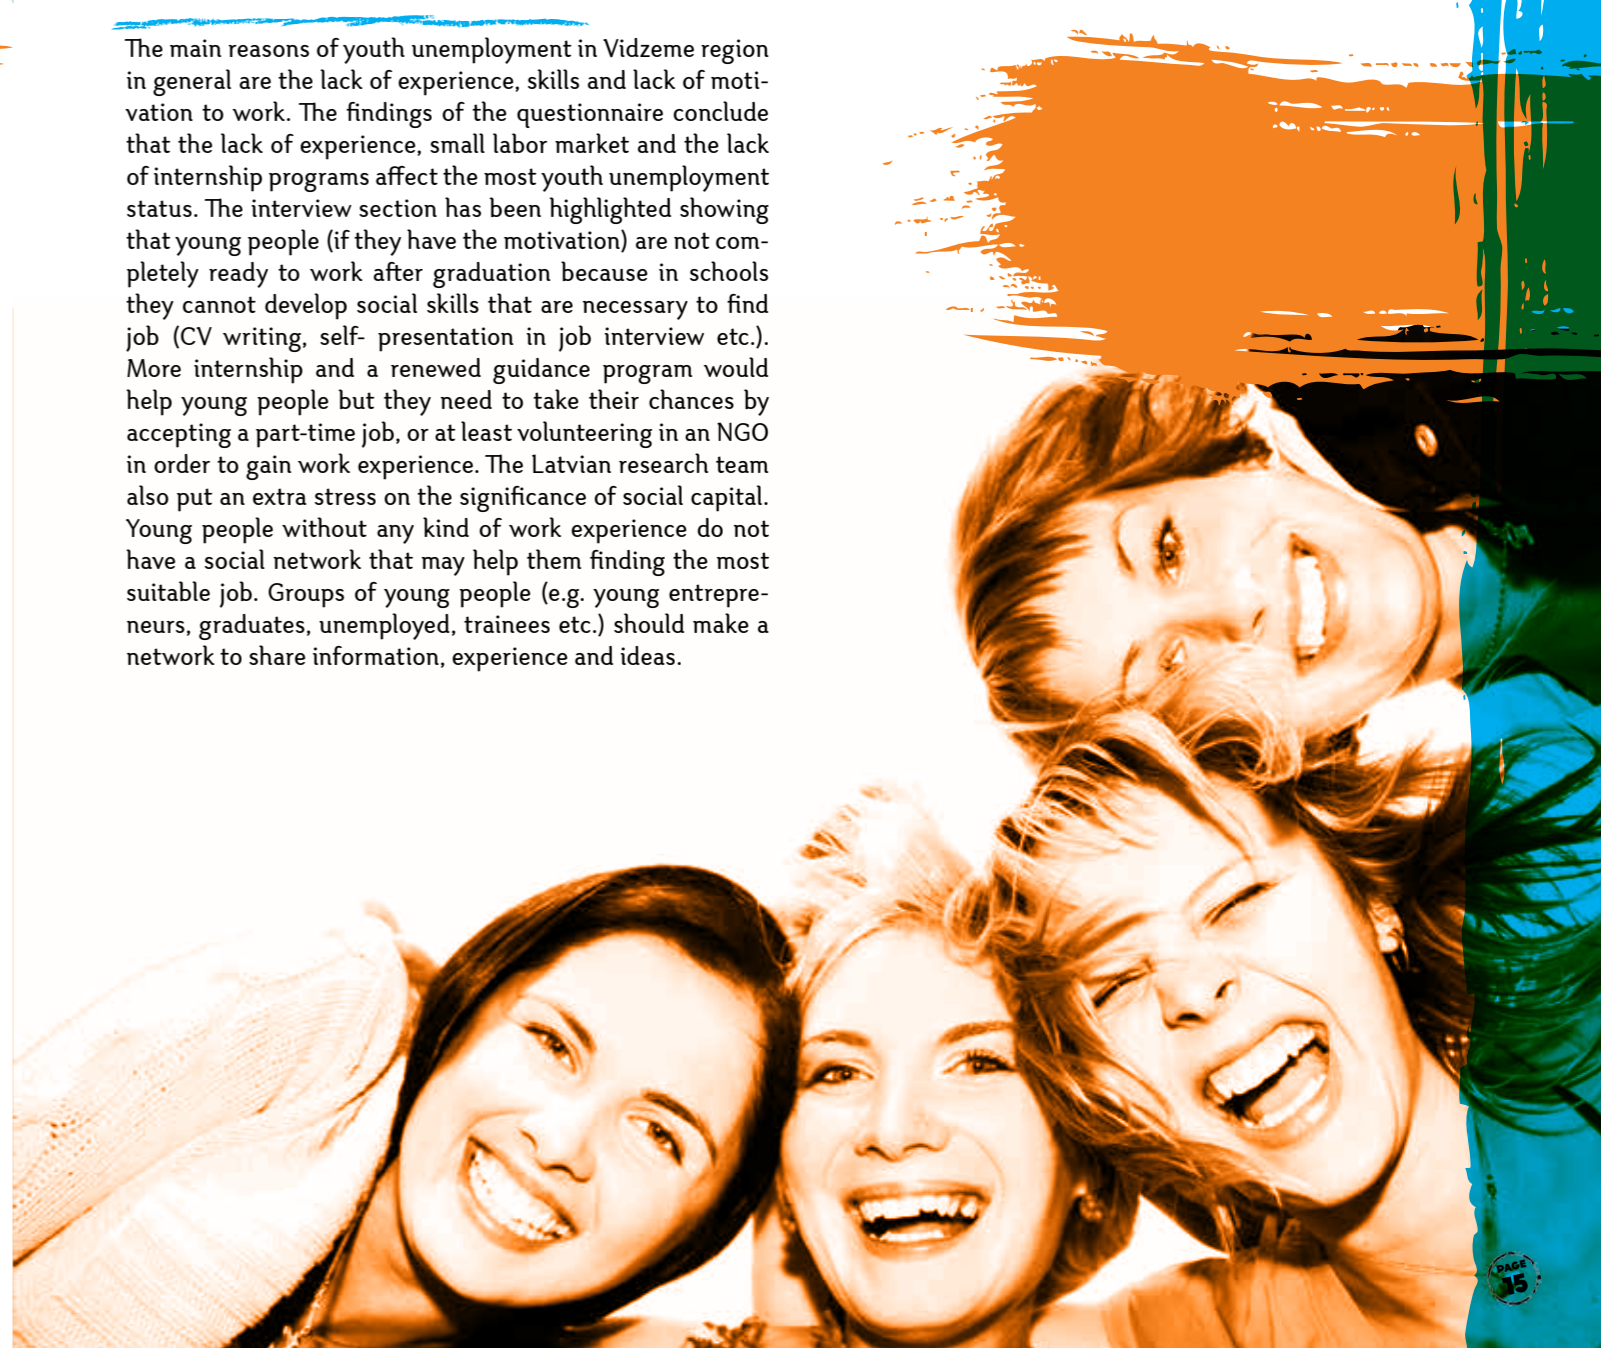 The main reasons of youth unemployment in Vidzeme region
in general are the lack of experience, skills and lack of moti-
vation to work. The findings of the questionnaire conclude
that the lack of experience, small labor market and the lack
of internship programs affect the most youth unemployment
status. The interview section has been highlighted showing
that young people (if they have the motivation) are not com-
pletely ready to work after graduation because in schools
they cannot develop social skills that are necessary to find
job (CV writing, self- presentation in job interview etc.).
More internship and a renewed guidance program would
help young people but they need to take their chances by
accepting a part-time job, or at least volunteering in an NGO
in order to gain work experience. The Latvian research team
also put an extra stress on the significance of social capital.
Young people without any kind of work experience do not
have a social network that may help them finding the most
suitable job. Groups of young people (e.g. young entrepre-
neurs, graduates, unemployed, trainees etc.) should make a
network to share information, experience and ideas.
PAGE
15